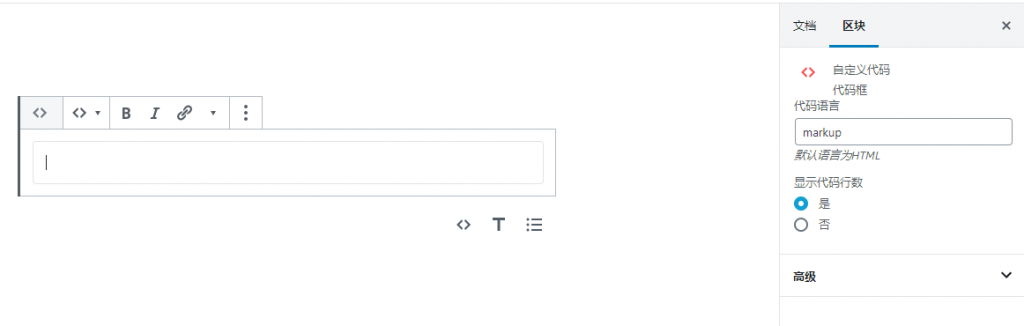 文档 区块
自定义代码
代码框
代码语言
markup
默认语言为HTML
显示代码行数
是
否
高级
B I
T